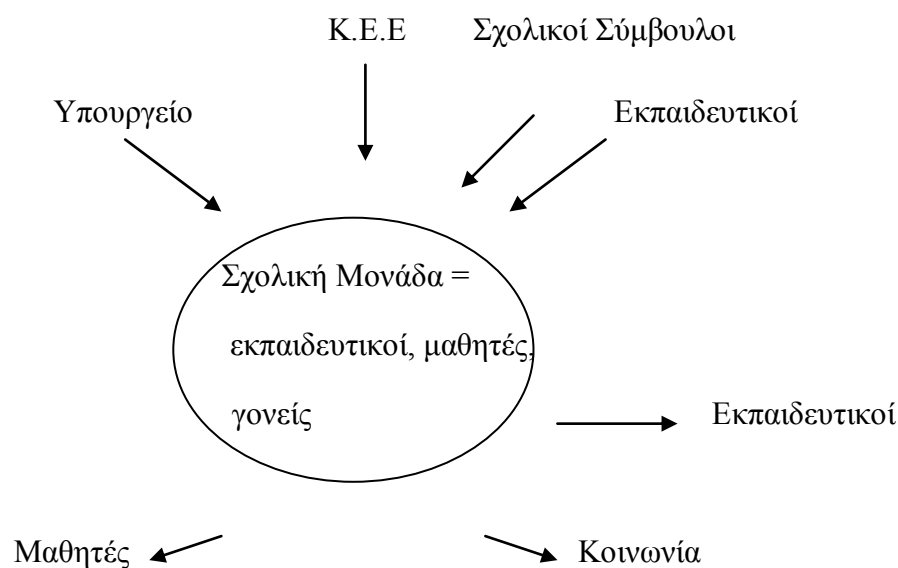 Κ.Ε.Ε Σχολικοί Σύμβουλοι
Υπουργείο Εκπαιδευτικοί
Σχολική Μονάδα =
εκπαιδευτικοί, μαθητές,
γονείς
Εκπαιδευτικοί
Μαθητές Κοινωνία